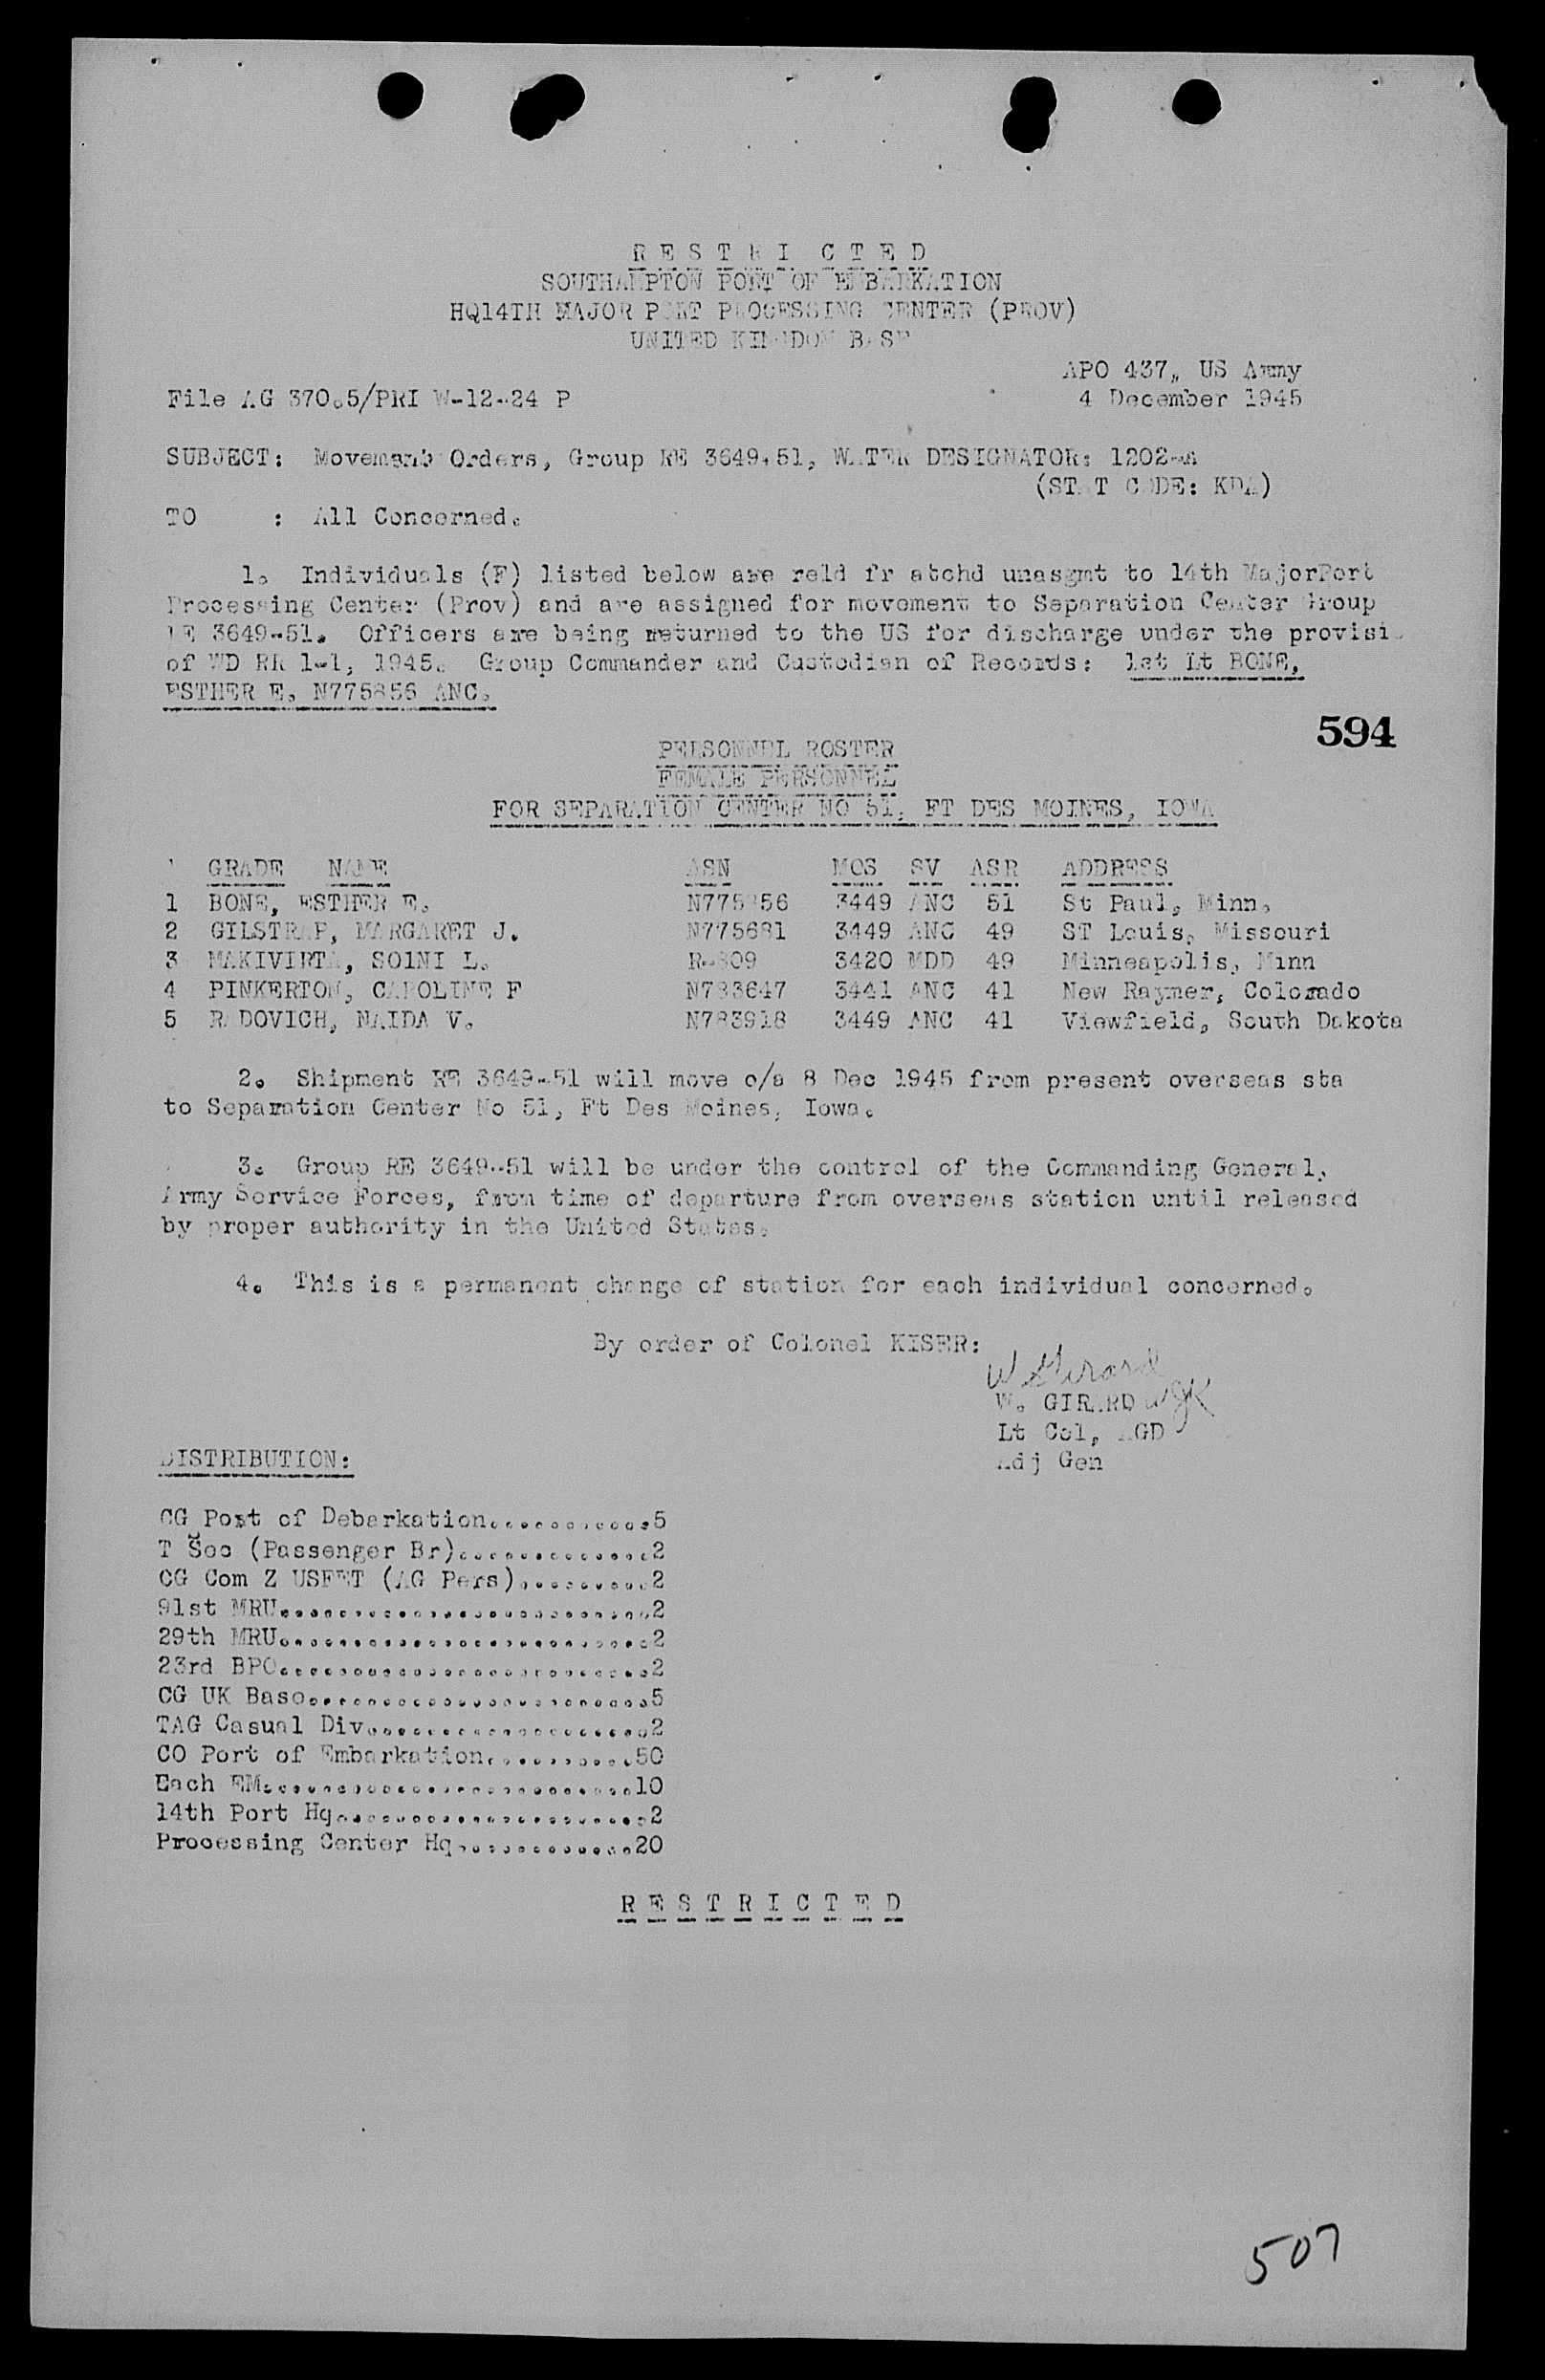 R E S T R I C T E D
SOUTHAMPTON PORT OF EMBARKATION
HQ14TH MAJOR PORT PROCESSING CENTER (PROV)
UNITED KINGDOM BASE
APO 437, US Army
File AG 370.5/PRI W-12-24 P
4 December 1945
SUBJECT: Movement Orders, Group RE 3649-51, WATER DESIGNATOR: 1202-A
(STAT CODE: KDA)
TO : All Concerned.
1. Individuals (F) listed below are reld fr atchd unasgmt to 14th MajorPort
Processing Center (Prov) and are assigned for movement to Separation Center Group
RE 3649-51. Officers are being returned to the US for discharge under the provisi
of WD RR 1-1, 1945. Group Commander and Custodian of Records: 1st Lt BONE,
ESTHER E. N775856 ANC.
594
PERSONNEL ROSTER
FEMALE PERSONNEL
FOR SEPARATION CENTER NO 51, FT DES MOINES, IOWA
GRADE NAME ASN MOS SV ASR ADDRESS
1 BONE, ESTHER E. N775856 3449 ANC 51 St Paul, Minn.
2 GILSTRAP, MARGARET J. N775681 3449 ANC 49 ST Louis, Missouri
3 MAKIVIRTA, SOINI L. R-809 3420 MDD 49 Minneapolis, Minn
4 PINKERTON, CAROLINE F N783647 3441 ANC 41 New Raymer, Colorado
5 RADOVICH, NAIDA V. N783918 3449 ANC 41 Viewfield, South Dakota
2. Shipment RE 3649-51 will move o/a 8 Dec 1945 from present overseas sta
to Separation Center No 51, Ft Des Moines, Iowa.
3. Group RE 3649-51 will be under the control of the Commanding General,
Army Service Forces, from time of departure from overseas station until released
by proper authority in the United States.
4. This is a permanent change of station for each individual concerned.
By order of Colonel KISER:
W Girard
W. GIRARD WGK
Lt Col, AGD
Adj Gen
DISTRIBUTION:
CG Port of Debarkation...........5
T Soc (Passenger Br).............2
CG Com Z USFET (AG Pers).........2
91st MRU.........................2
29th MRU.........................2
23rd BPO.........................2
CG UK Base.......................5
TAG Casual Div...................2
CO Port of Embarkation..........50
Each EM.........................10
14th Port Hq.....................2
Processing Center Hq............20
R E S T R I C T E D
507